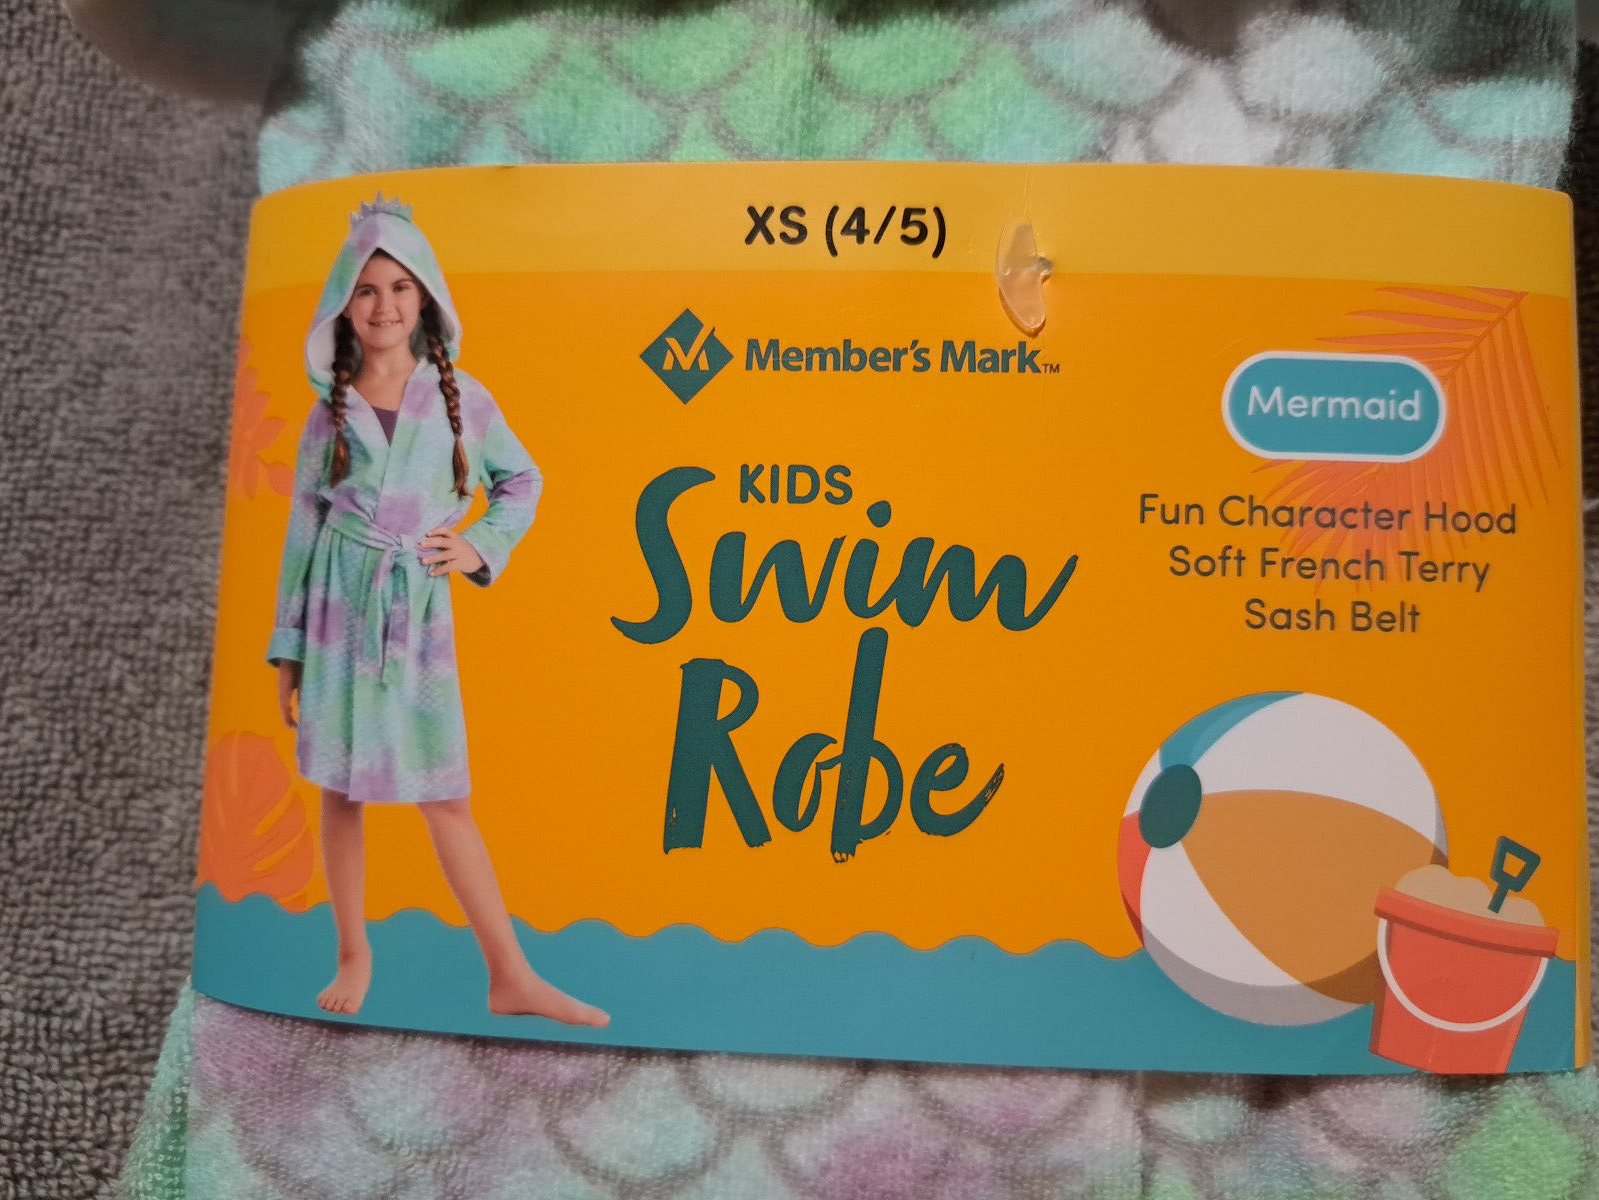 XS (4/5)
Member's Mark™
KIDS
Swim
Robe
Mermaid
Fun Character Hood
Soft French Terry
Sash Belt